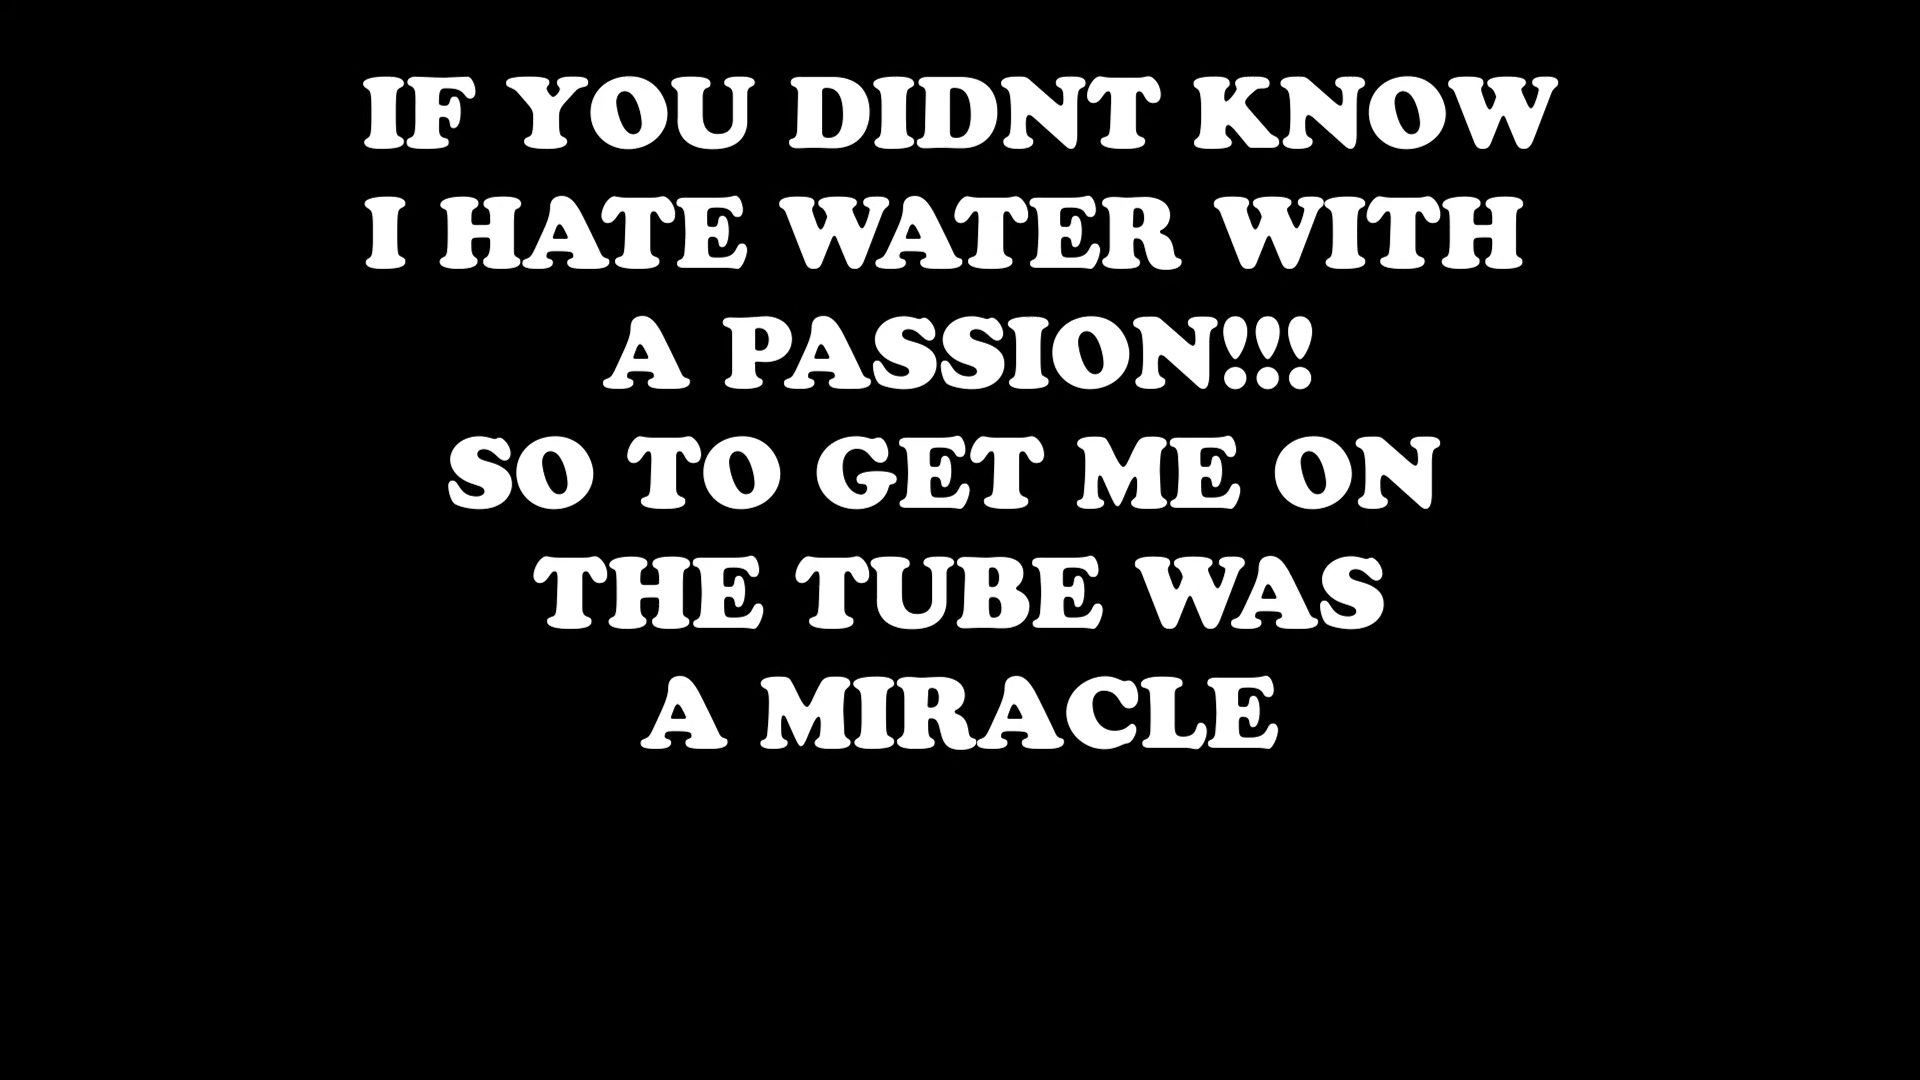 IF YOU DIDNT KNOW
I HATE WATER WITH
A PASSION!!!
SO TO GET ME ON
THE TUBE WAS
A MIRACLE